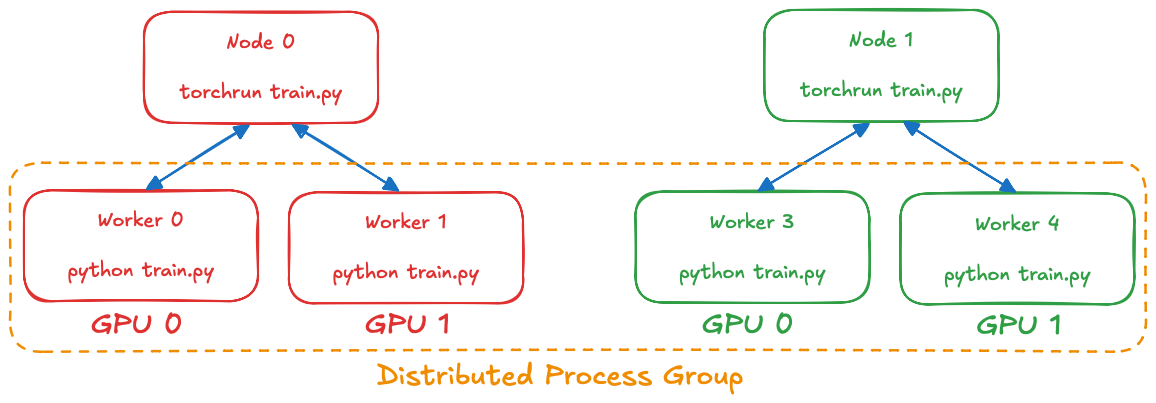 Node 0
torchrun train.py
Node 1
torchrun train.py
Worker 0
python train.py
Worker 1
python train.py
Worker 3
python train.py
Worker 4
python train.py
GPU 0
GPU 1
GPU 0
GPU 1
Distributed Process Group